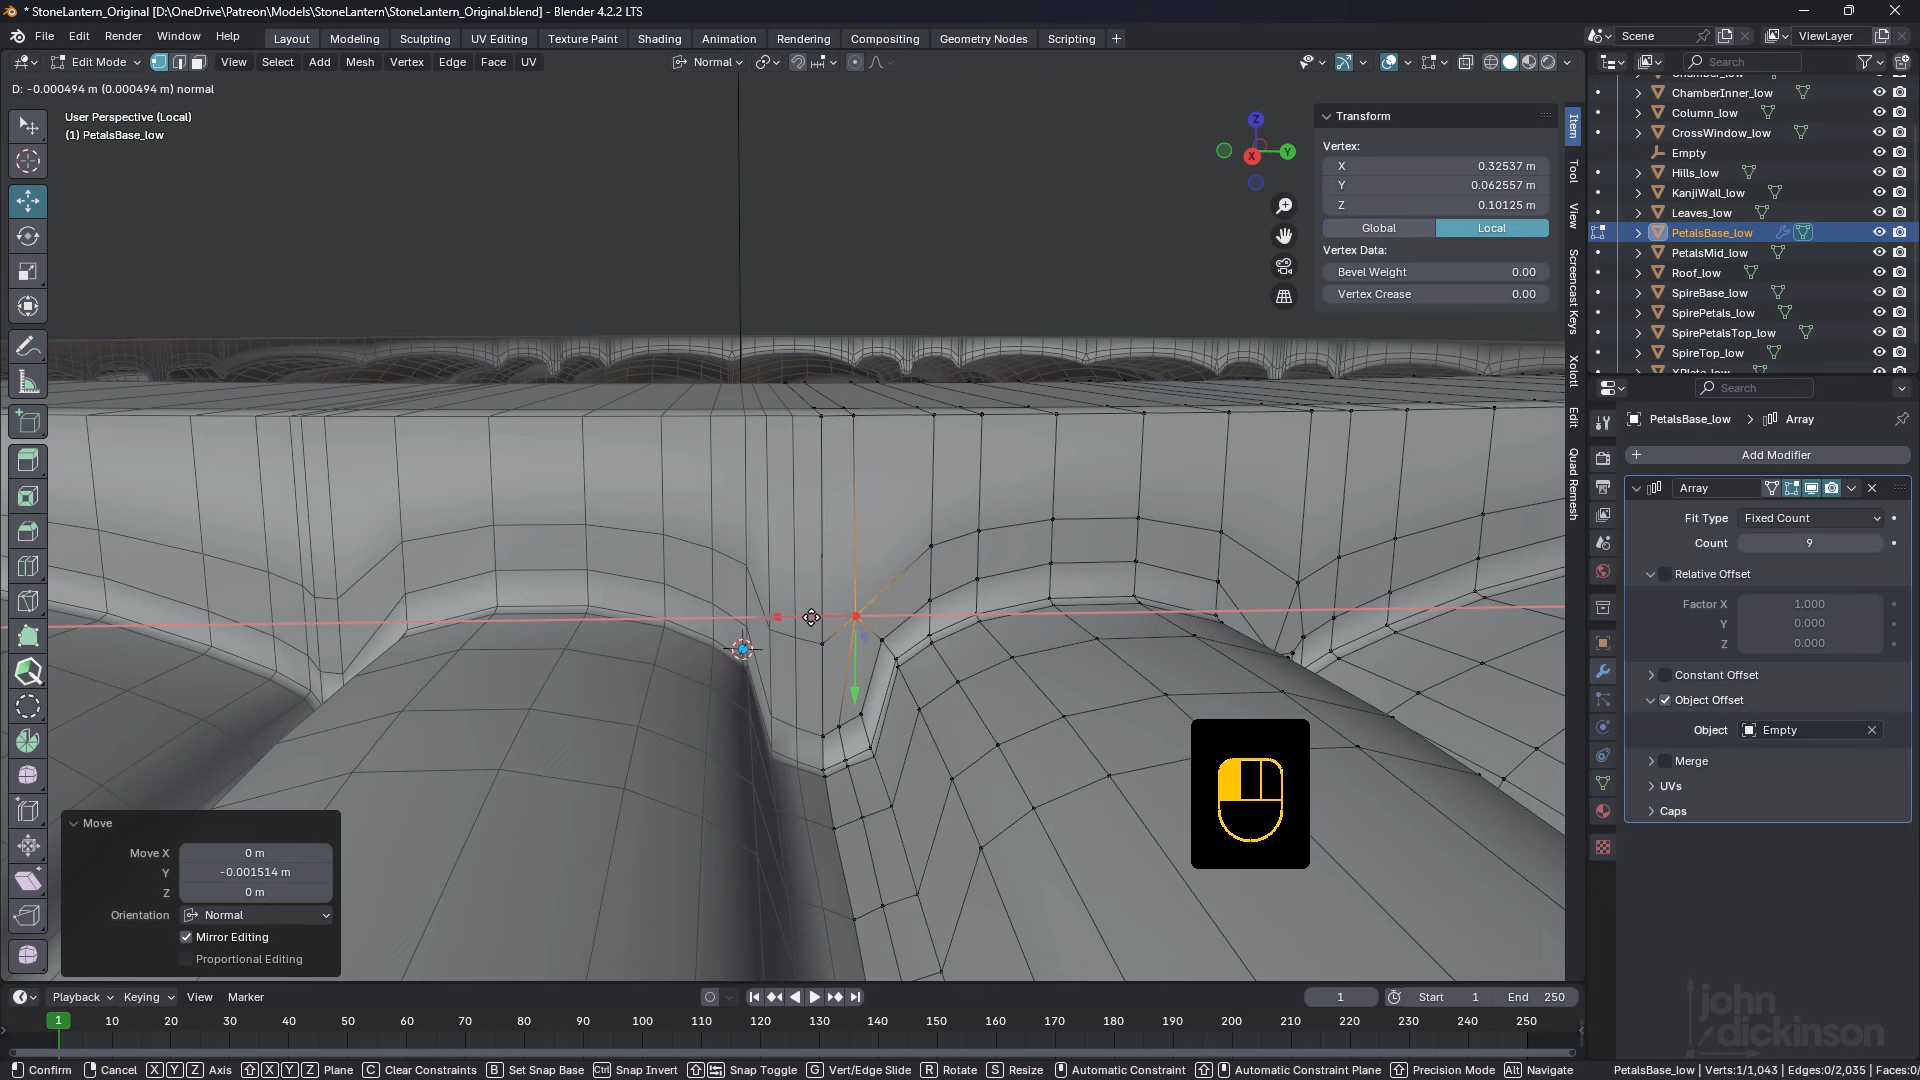 * StoneLantern_Original [D:\OneDrive\Patreon\Models\StoneLantern\StoneLantern_Original.blend] - Blender 4.2.2 LTS
File Edit Render Window Help Layout Modeling Sculpting UV Editing Texture Paint Shading Animation Rendering Compositing Geometry Nodes Scripting + Scene ViewLayer
Edit Mode View Select Add Mesh Vertex Edge Face UV Normal Search
D: -0.000494 m (0.000494 m) normal
User Perspective (Local)
(1) PetalsBase_low
Z
Y
X
Transform
Vertex:
X 0.32537 m
Y 0.062557 m
Z 0.10125 m
Global Local
Vertex Data:
Bevel Weight 0.00
Vertex Crease 0.00
Item
Tool
View
Screencast Keys
Xolotl
Edit
Quad Remesh
Chamber_low
ChamberInner_low
Column_low
CrossWindow_low
Empty
Hills_low
KanjiWall_low
Leaves_low
PetalsBase_low
PetalsMid_low
Roof_low
SpireBase_low
SpirePetals_low
SpirePetalsTop_low
SpireTop_low
XPlate_low
Search
PetalsBase_low > Array
+ Add Modifier
Array
Fit Type Fixed Count
Count 9
Relative Offset
Factor X 1.000
Y 0.000
Z 0.000
Constant Offset
Object Offset
Object Empty
Merge
UVs
Caps
Move
Move X 0 m
Y -0.001514 m
Z 0 m
Orientation Normal
Mirror Editing
Proportional Editing
john
dickinson
Playback Keying View Marker 1 Start 1 End 250
1 10 20 30 40 50 60 70 80 90 100 110 120 130 140 150 160 170 180 190 200 210 220 230 240 250
Confirm Cancel X Y Z Axis X Y Z Plane C Clear Constraints B Set Snap Base Ctrl Snap Invert Snap Toggle G Vert/Edge Slide R Rotate S Resize Automatic Constraint Automatic Constraint Plane Precision Mode Alt Navigate PetalsBase_low | Verts:1/1,043 | Edges:0/2,035 | Faces:0/